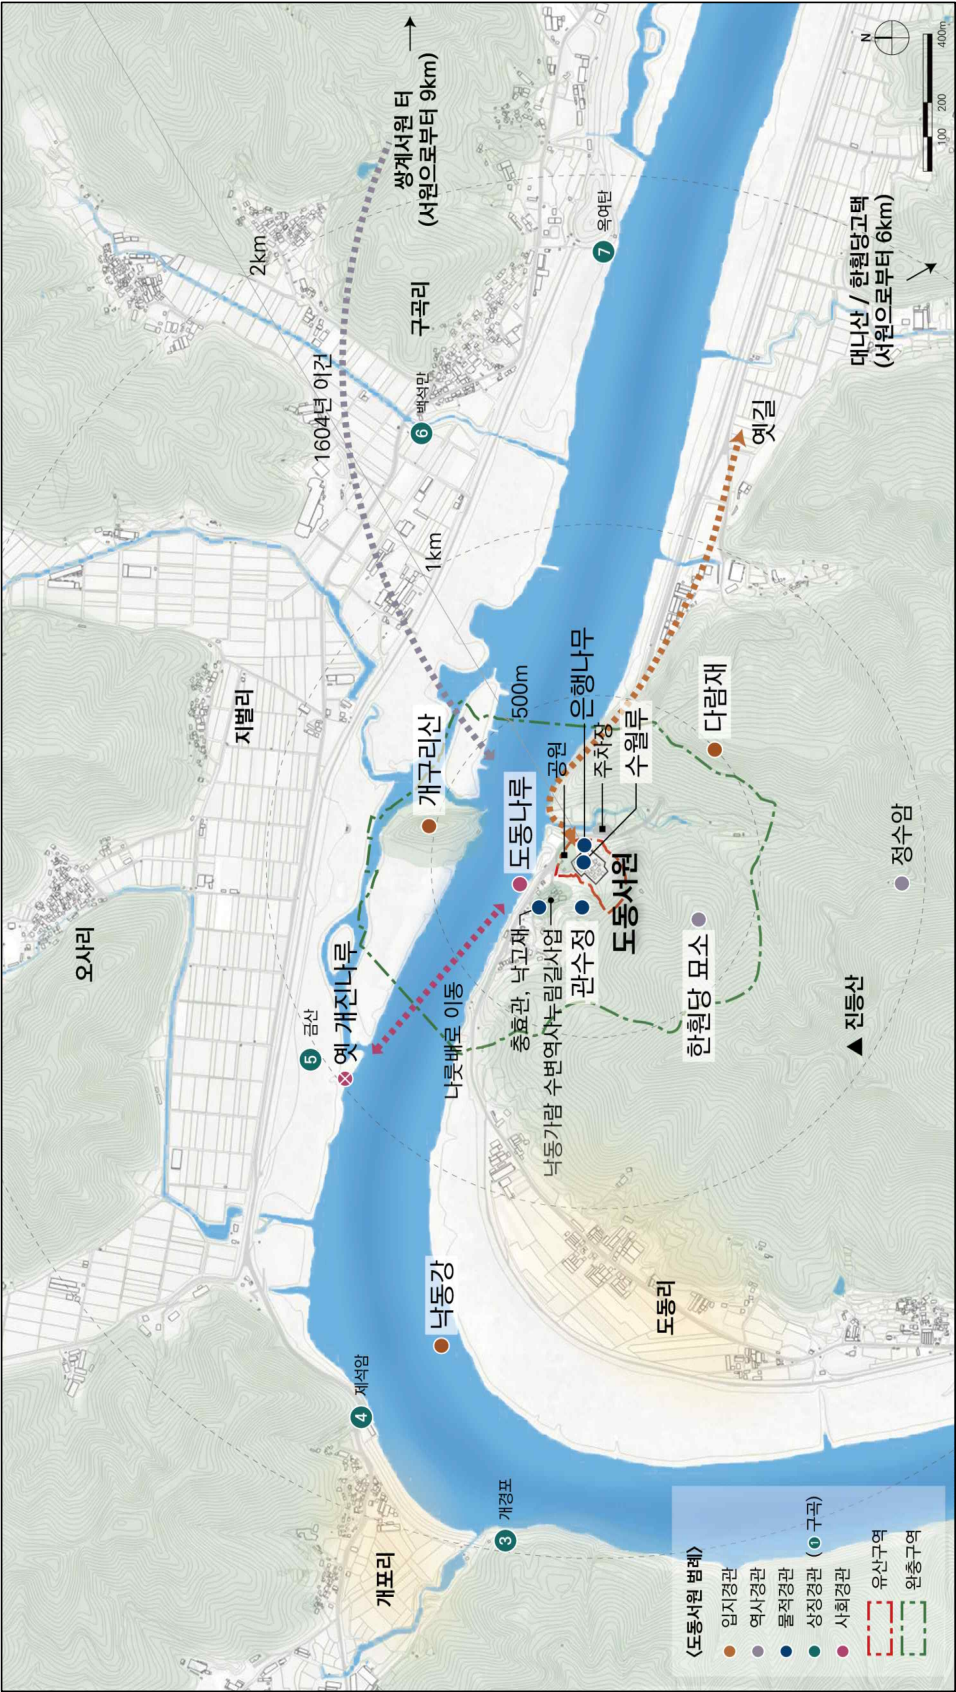 쌍계서원 터
(서원으로부터 9km)
N
100
200
400m
2km
구곡리
7
옥여탄
대니산 / 한훤당고택
(서원으로부터 6km)
1604년 이건
6
백석만
옛길
1km
지벌리
개구리산
500m
도동나루
공원
은행나무
주차장
수월루
다람재
도동서원
정수암
오사리
5
금산
옛 개진나루
나룻배로 이동
충효관, 낙고재
낙동가람 수변역사누림길사업
관수정
한훤당 묘소
진등산
낙동강
도동리
4
제석암
3
개경포
개포리
<도동서원 범례>
입지경관
역사경관
물적경관
상징경관 (1 구곡)
사회경관
유산구역
완충구역